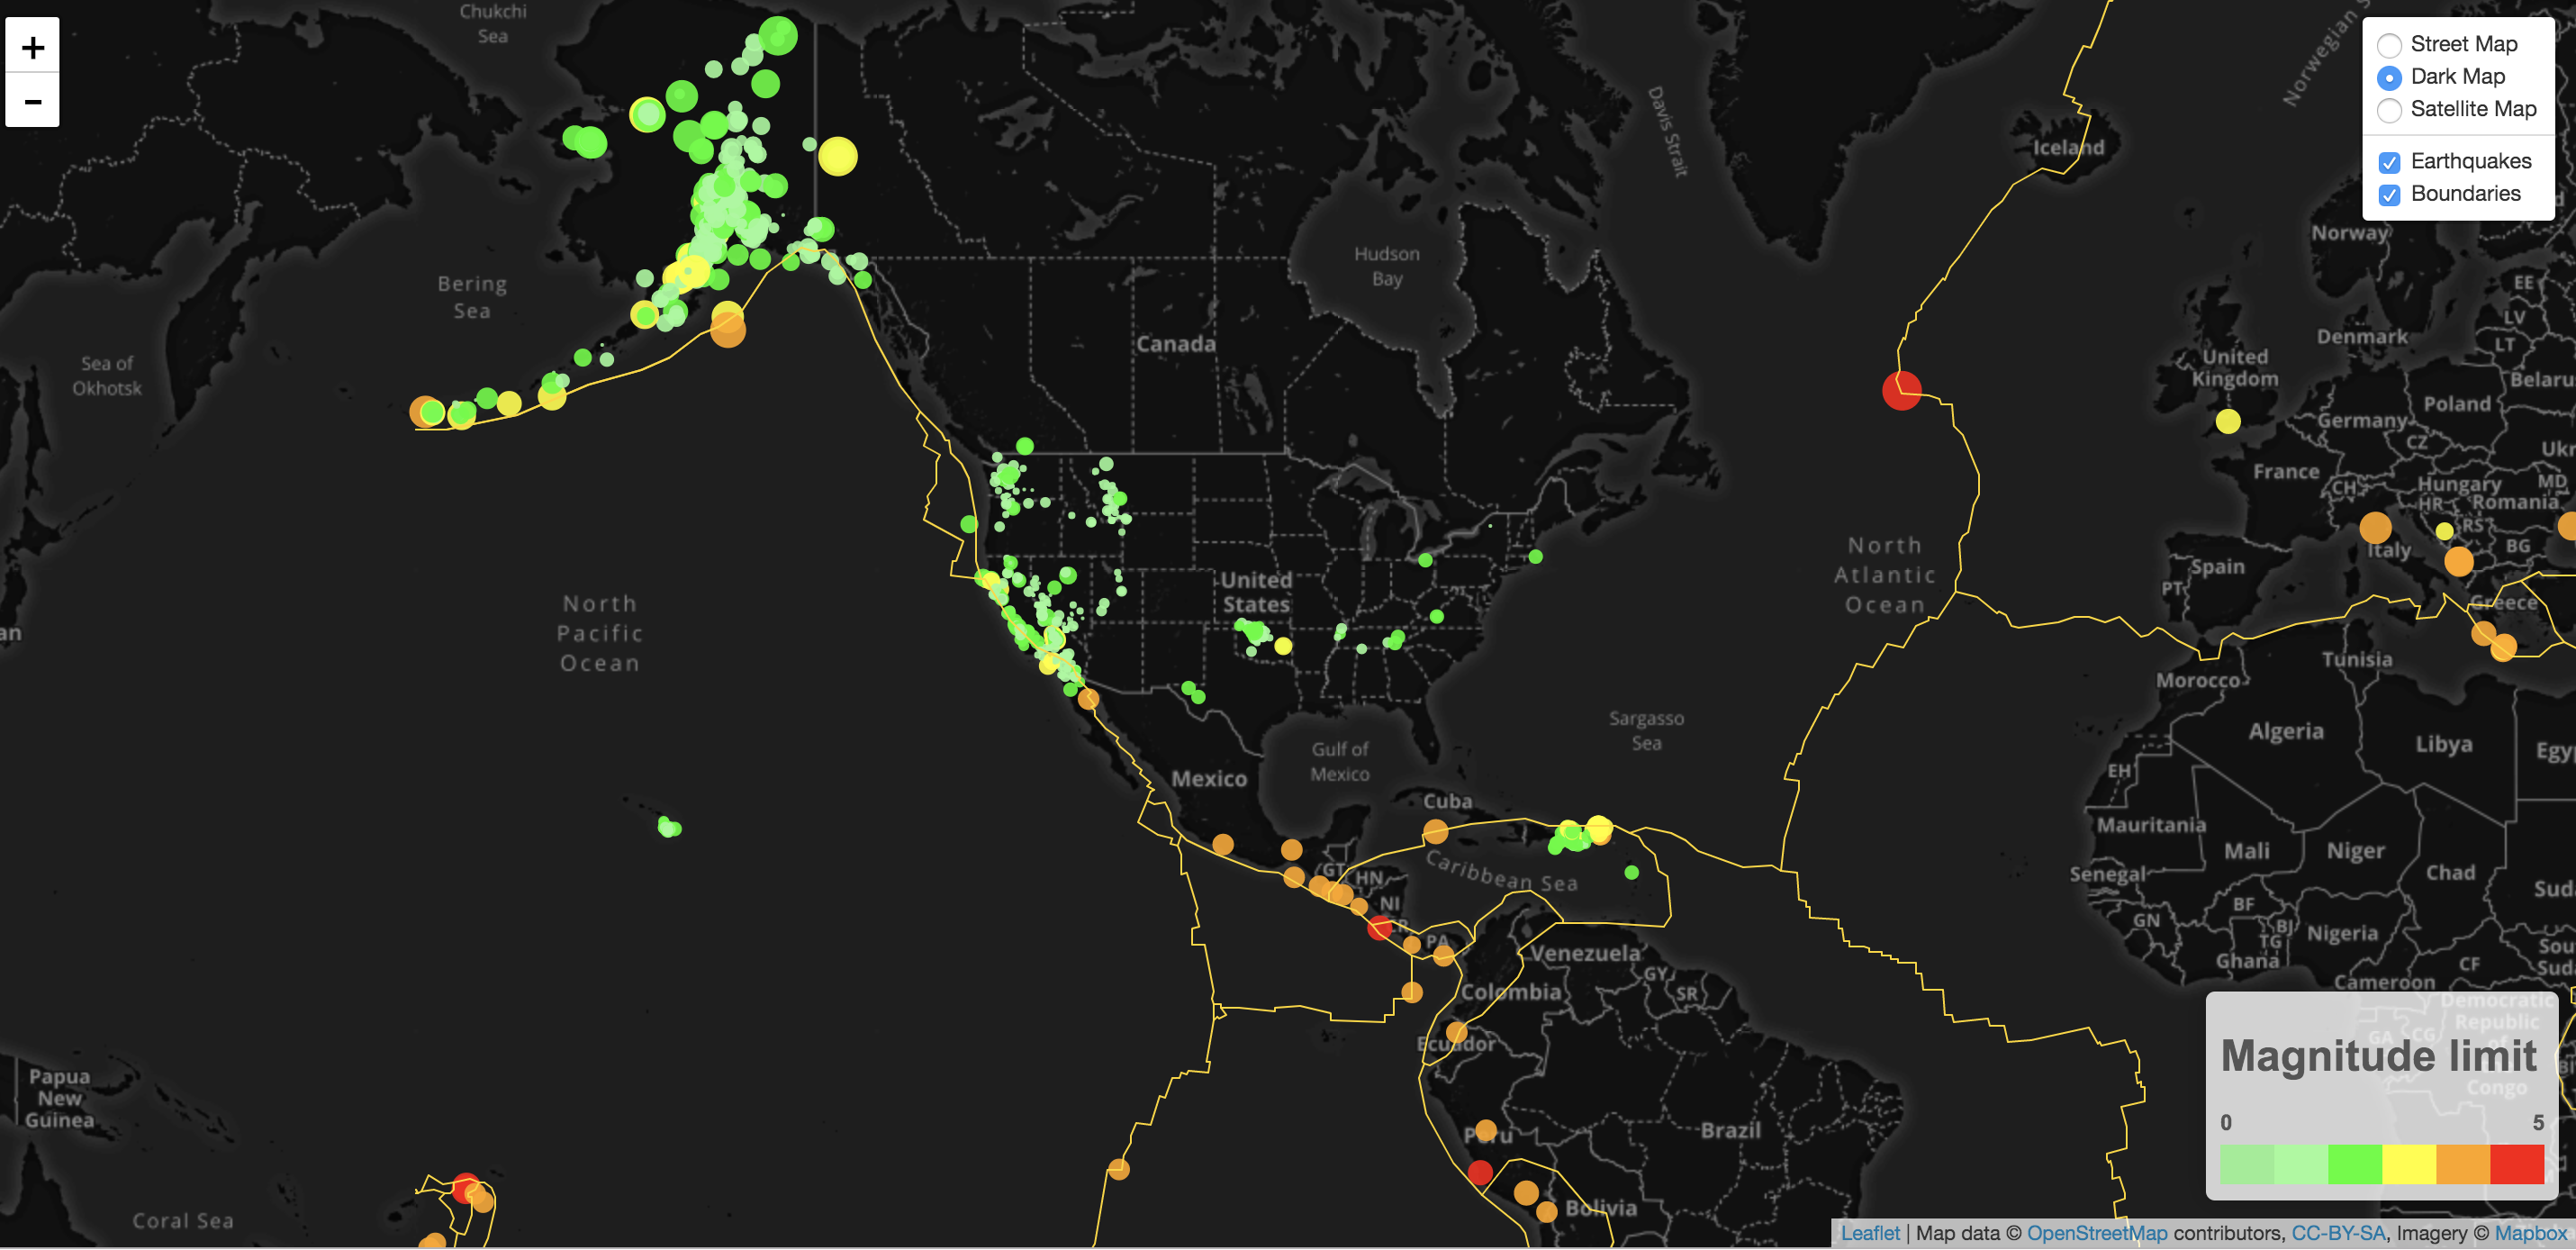 Chukchi
Sea
+
−
Norwegian S
Street Map
Dark Map
Satellite Map
Earthquakes
Boundaries
Davis Strait
Iceland
Norway
Hudson
Bay
Bering
Sea
EE
LV
LT
Denmark
Canada
Sea of
Okhotsk
United
Kingdom
Belaru
Poland
Germany
CZ
Ukr
France
CH
Hungary
MD
HR
Romania
RS
Italy
BG
North
Atlantic
Ocean
Spain
PT
Greece
United
States
North
Pacific
Ocean
an
Tunisia
Morocco
Sargasso
Sea
Algeria
Libya
Egyp
Gulf of
Mexico
Mexico
EH
Cuba
Mauritania
Mali
Niger
Chad
Senegal
Sud
GT
HN
Caribbean Sea
NI
CR
PA
GN
BF
BJ
TG
Nigeria
Ghana
CF
Sou
Sud
Cameroon
Venezuela
GY
SR
Colombia
Democratic
Republic
of
Congo
GA
CG
BI
Ecuador
Magnitude limit
0
5
Papua
New
Guinea
Peru
Brazil
Bolivia
Coral Sea
Leaflet | Map data © OpenStreetMap contributors, CC-BY-SA, Imagery © Mapbox